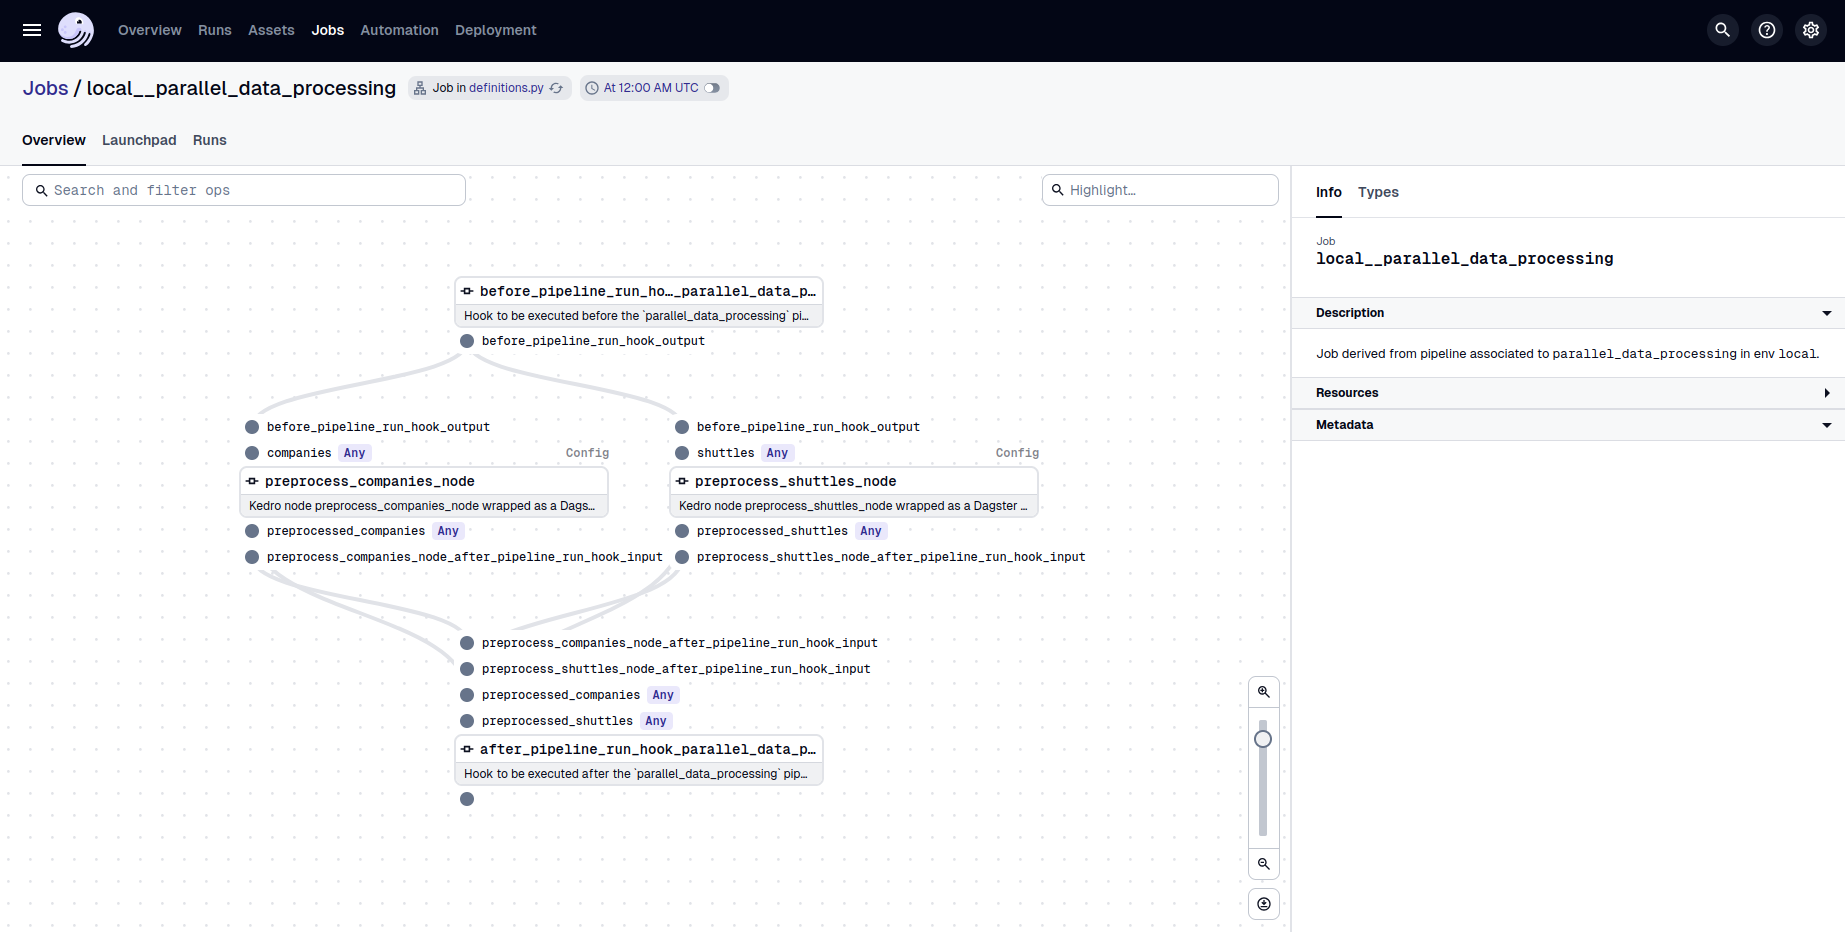 Overview Runs Assets Jobs Automation Deployment
Jobs / local__parallel_data_processing Job in definitions.py At 12:00 AM UTC
Overview Launchpad Runs
Search and filter ops
Highlight…
before_pipeline_run_ho…_parallel_data_p…
Hook to be executed before the `parallel_data_processing` pi…
before_pipeline_run_hook_output
before_pipeline_run_hook_output
companies Any Config
preprocess_companies_node
Kedro node preprocess_companies_node wrapped as a Dags…
preprocessed_companies Any
preprocess_companies_node_after_pipeline_run_hook_input
before_pipeline_run_hook_output
shuttles Any Config
preprocess_shuttles_node
Kedro node preprocess_shuttles_node wrapped as a Dagster …
preprocessed_shuttles Any
preprocess_shuttles_node_after_pipeline_run_hook_input
preprocess_companies_node_after_pipeline_run_hook_input
preprocess_shuttles_node_after_pipeline_run_hook_input
preprocessed_companies Any
preprocessed_shuttles Any
after_pipeline_run_hook_parallel_data_p…
Hook to be executed after the `parallel_data_processing` pip…
Info Types
Job
local__parallel_data_processing
Description
Job derived from pipeline associated to parallel_data_processing in env local.
Resources
Metadata